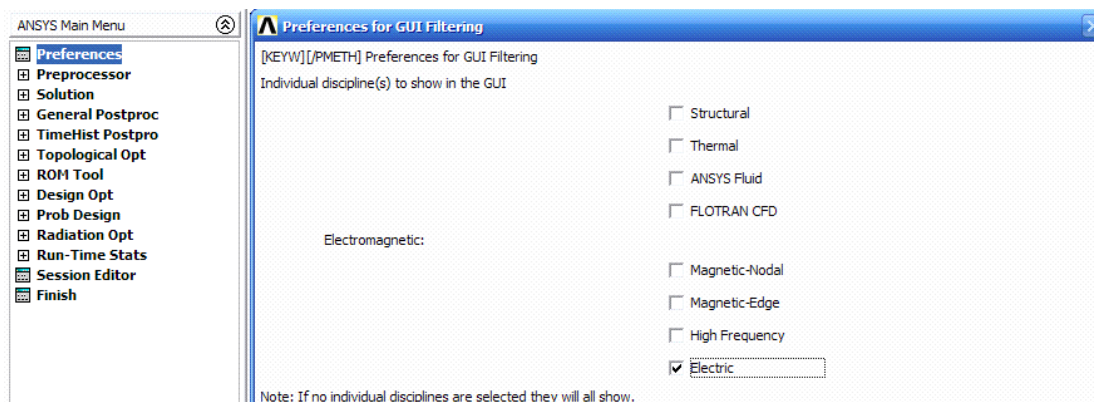 ANSYS Main Menu
Preferences
Preprocessor
Solution
General Postproc
TimeHist Postpro
Topological Opt
ROM Tool
Design Opt
Prob Design
Radiation Opt
Run-Time Stats
Session Editor
Finish
Preferences for GUI Filtering
[KEYW][/PMETH] Preferences for GUI Filtering
Individual discipline(s) to show in the GUI
Structural
Thermal
ANSYS Fluid
FLOTRAN CFD
Electromagnetic:
Magnetic-Nodal
Magnetic-Edge
High Frequency
Electric
Note: If no individual disciplines are selected they will all show.